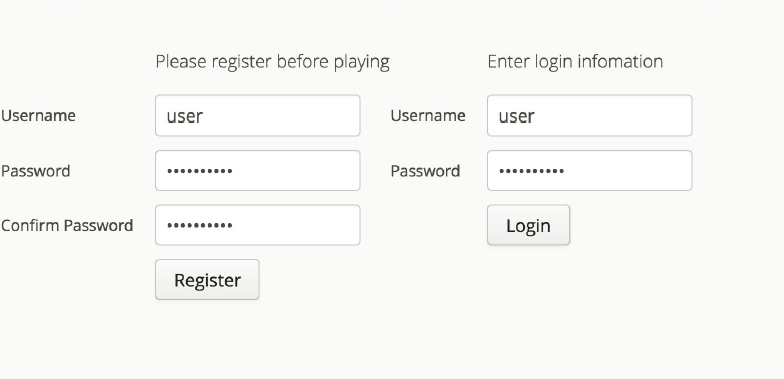 Please register before playing
Enter login infomation
Username
user
Username
user
Password
••••••••••
Password
••••••••••
Confirm Password
••••••••••
Login
Register